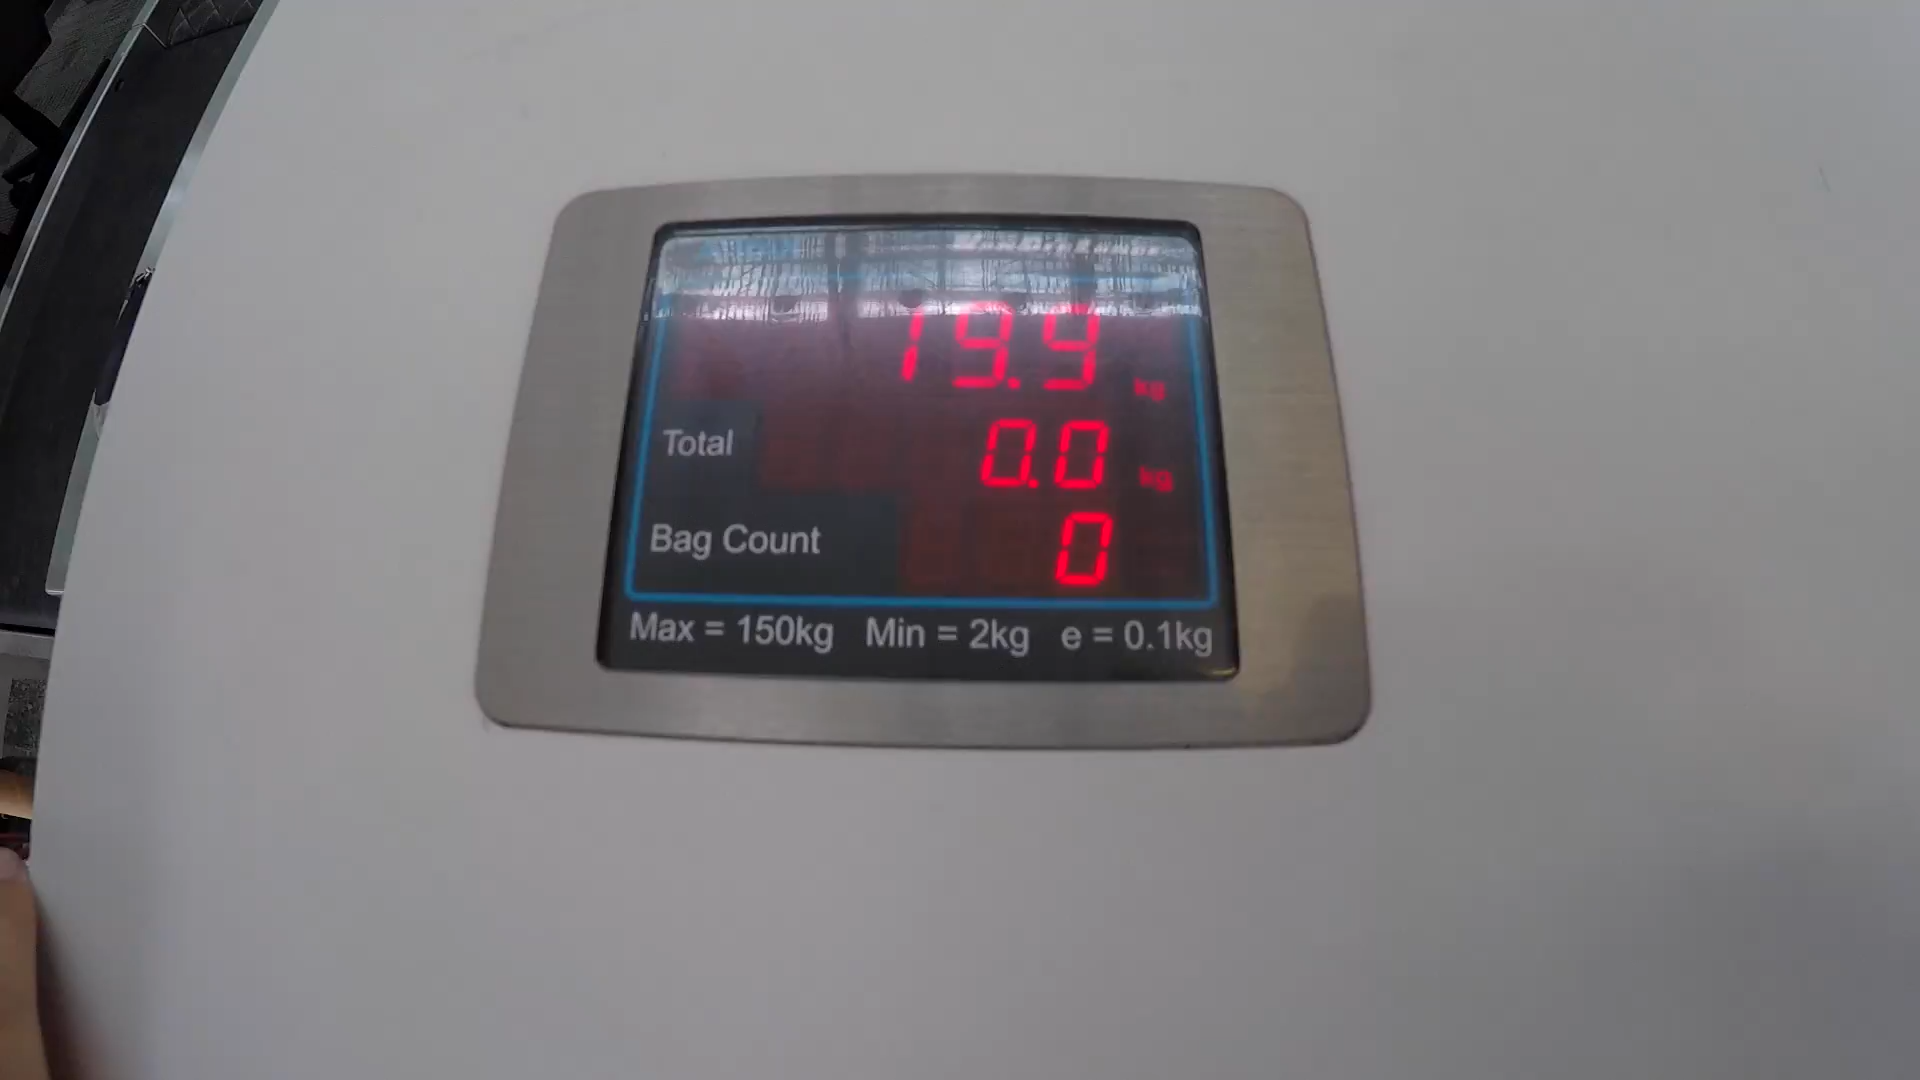 19.9 kg
Total 0.0 kg
Bag Count 0
Max = 150kg Min = 2kg e = 0.1kg